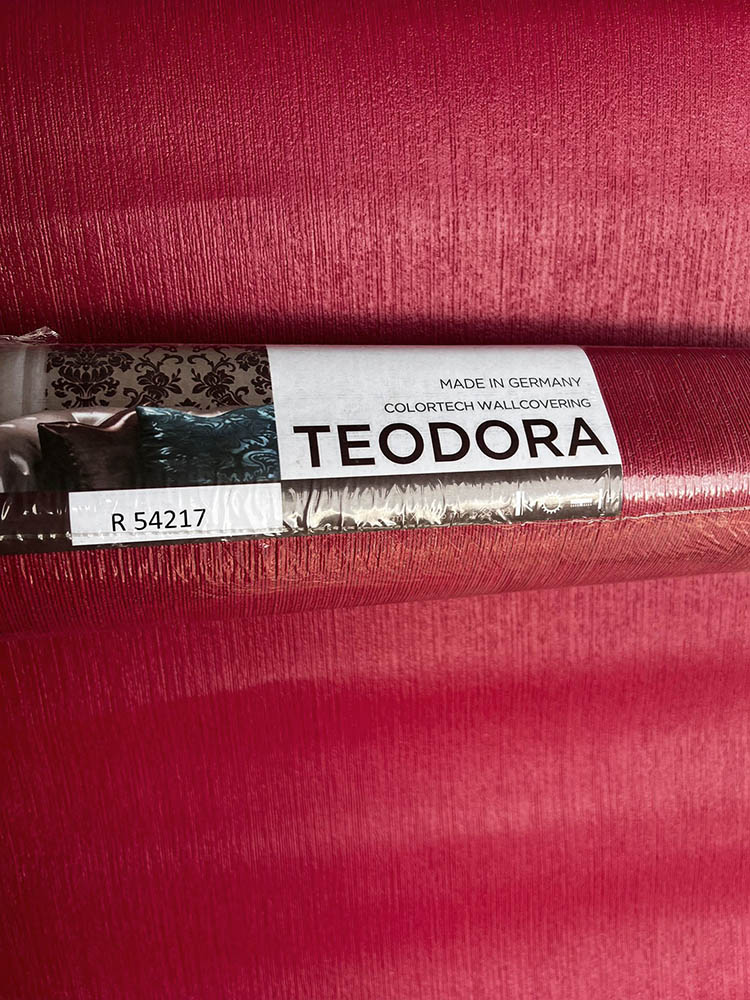 MADE IN GERMANY
COLORTECH WALLCOVERING
TEODORA
R 54217